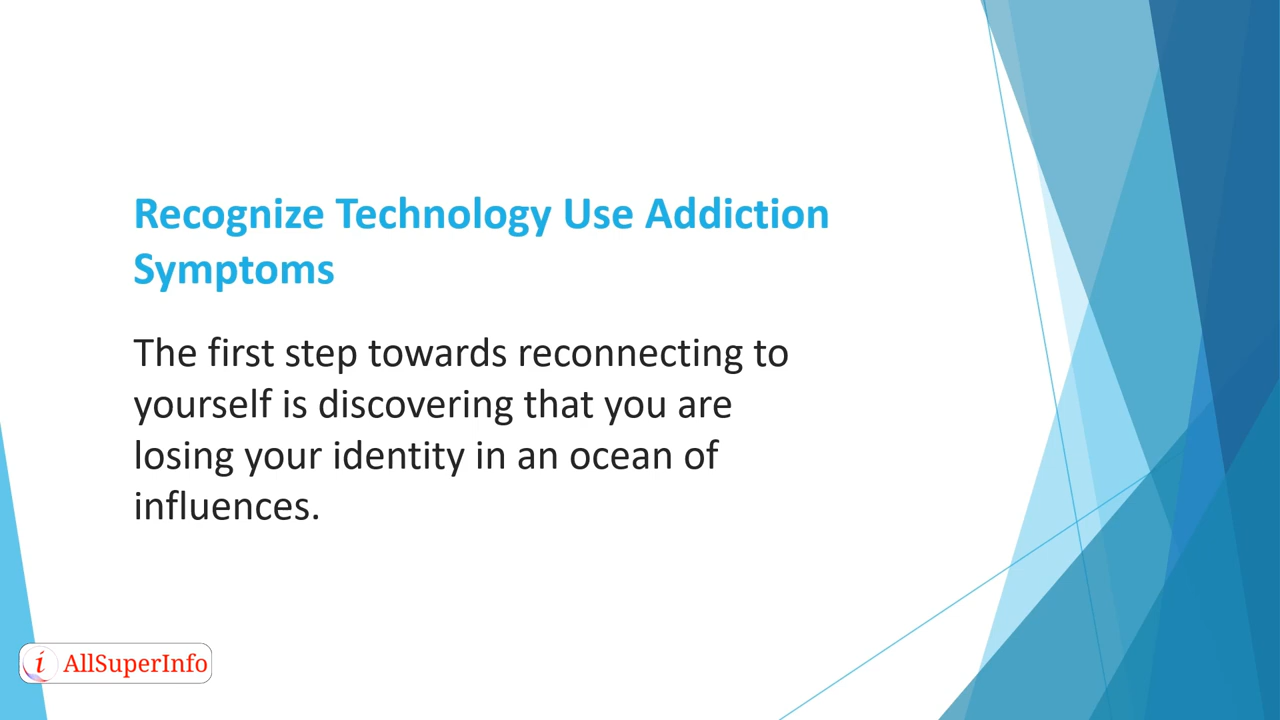 Recognize Technology Use Addiction
Symptoms
The first step towards reconnecting to
yourself is discovering that you are
losing your identity in an ocean of
influences.
i AllSuperInfo